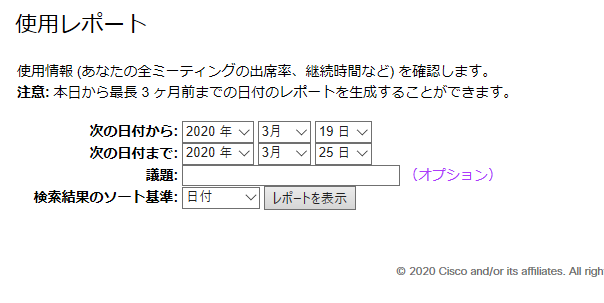 使用レポート
使用情報 (あなたの全ミーティングの出席率、継続時間など) を確認します。
注意: 本日から最長 3 ヶ月前までの日付のレポートを生成することができます。
次の日付から: 2020 年 3月 19 日
次の日付まで: 2020 年 3月 25 日
議題: （オプション）
検索結果のソート基準: 日付 レポートを表示
© 2020 Cisco and/or its affiliates. All righ